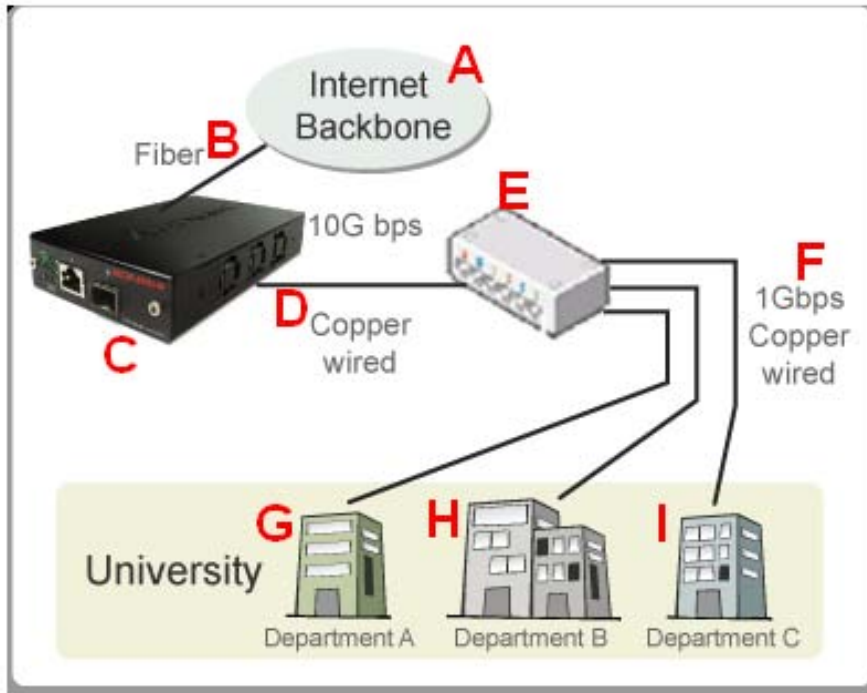 A
Internet
Backbone
B
Fiber
E
10G bps
F
1Gbps
Copper
wired
D
Copper
wired
C
G
H
I
University
Department A
Department B
Department C